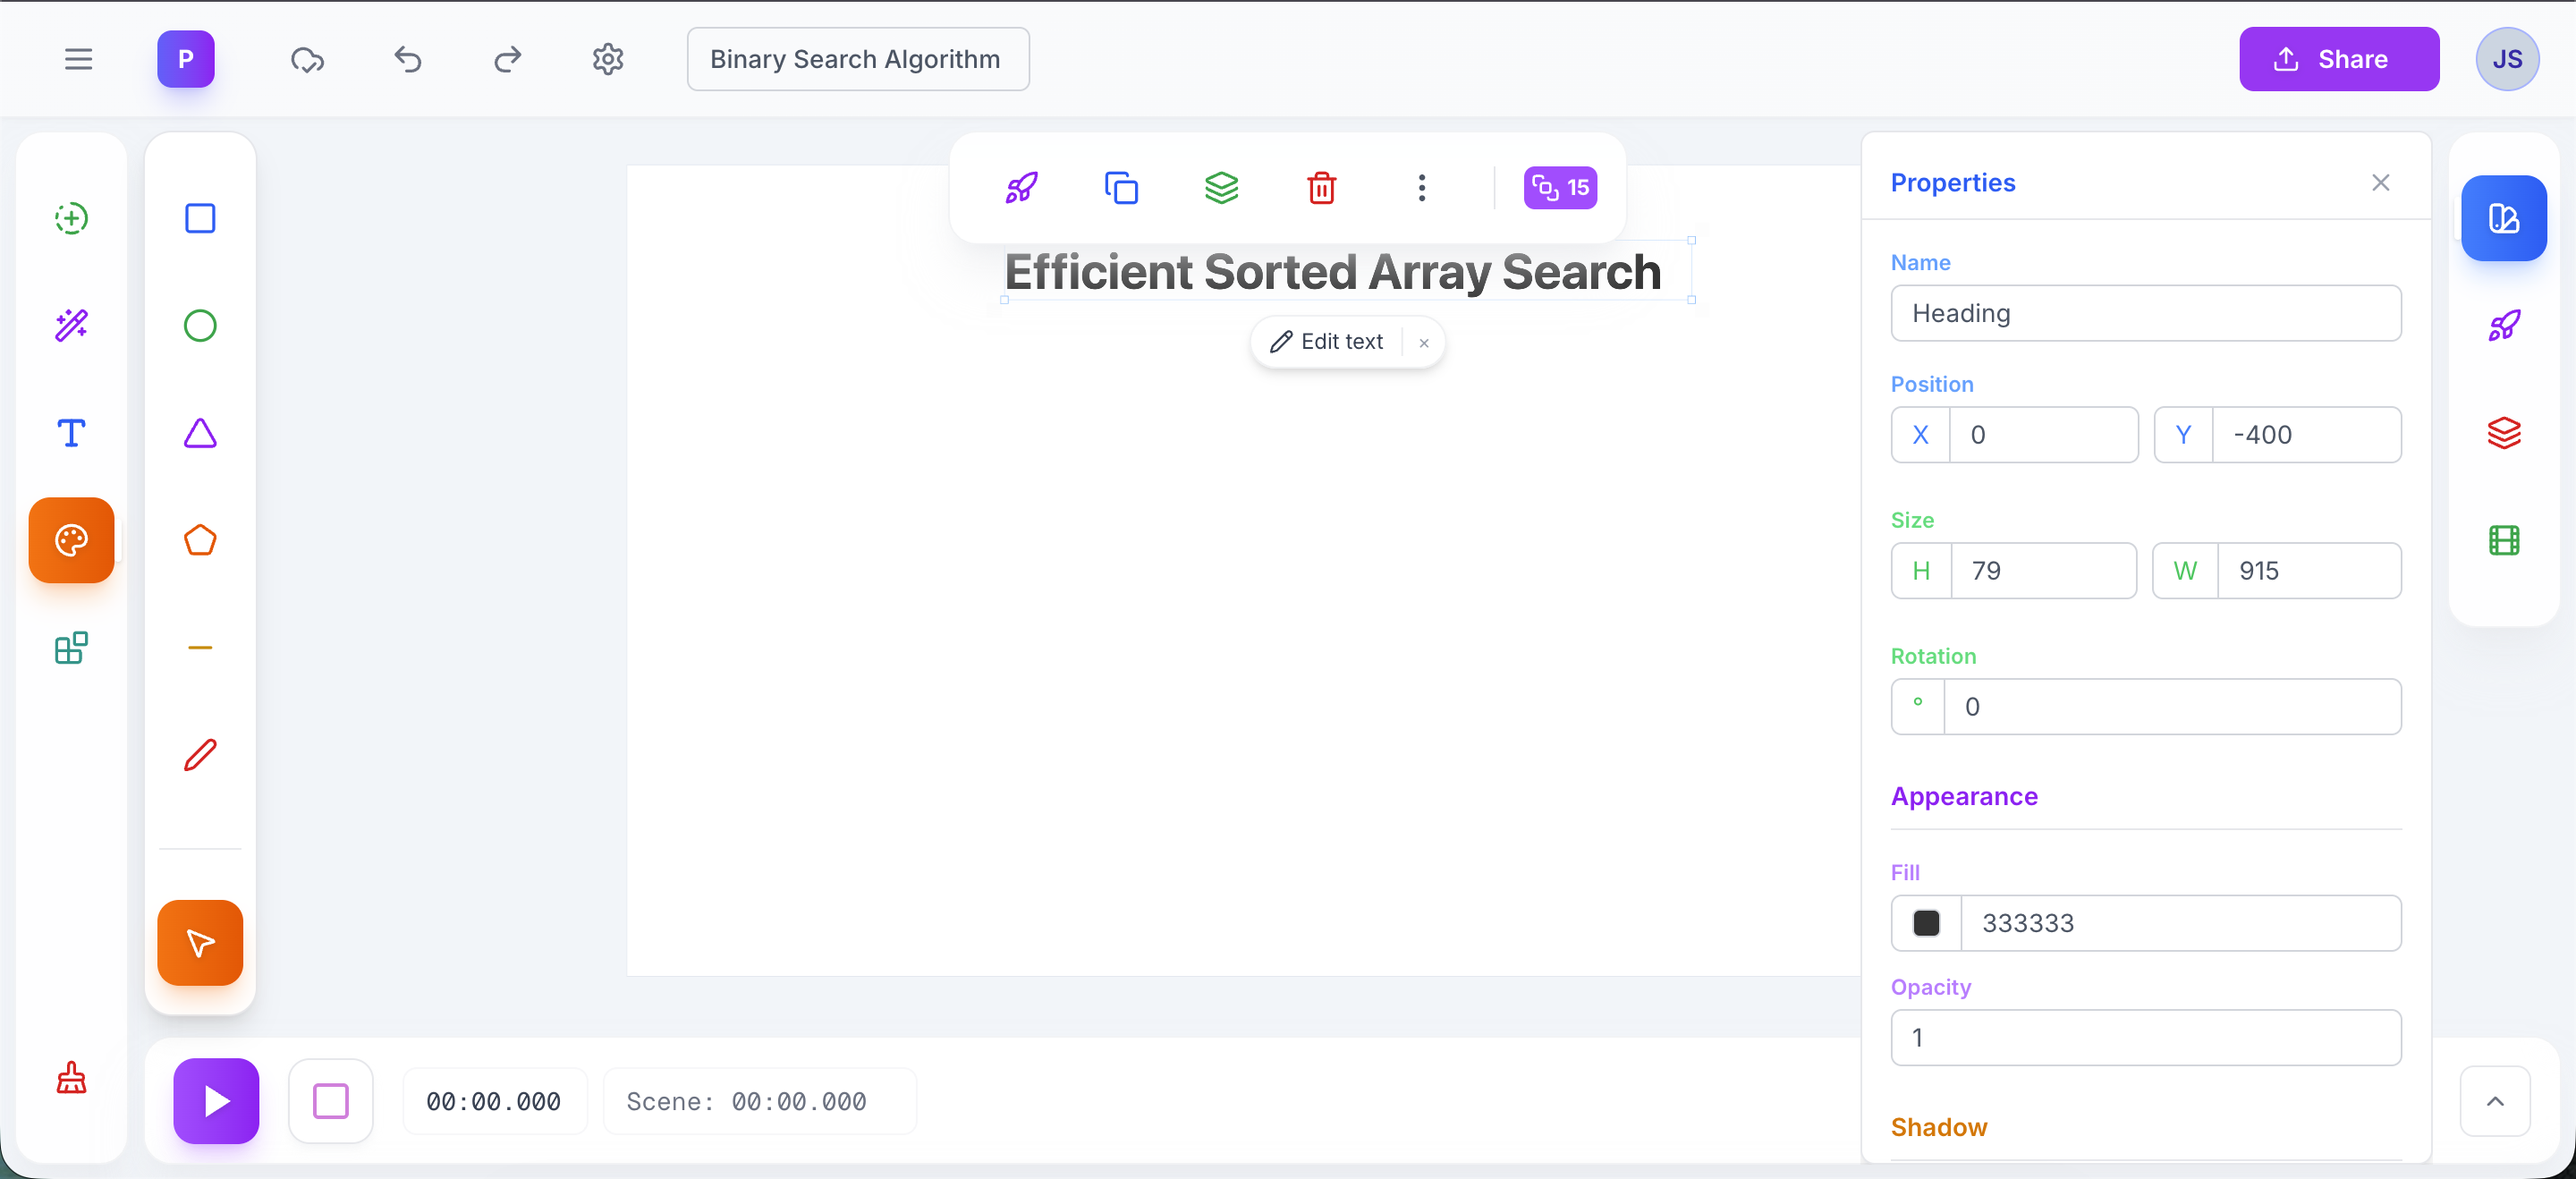 P
Binary Search Algorithm
Share
JS
15
Efficient Sorted Array Search
Edit text
×
Properties
Name
Heading
Position
X 0 Y -400
Size
H 79 W 915
Rotation
° 0
Appearance
Fill
333333
Opacity
1
Shadow
00:00.000
Scene: 00:00.000